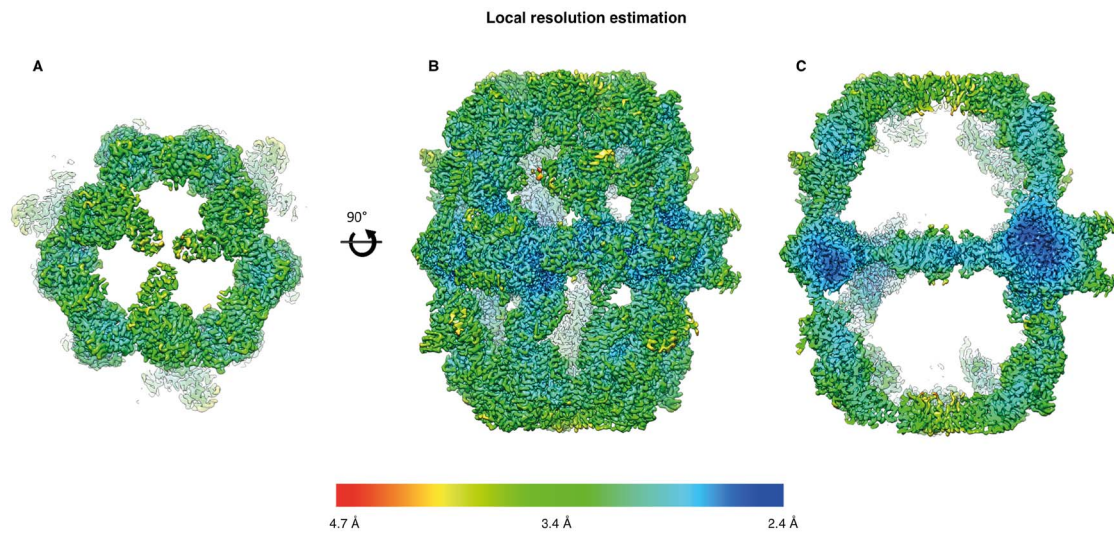 Local resolution estimation
A
B
C
90°
4.7 Å
3.4 Å
2.4 Å